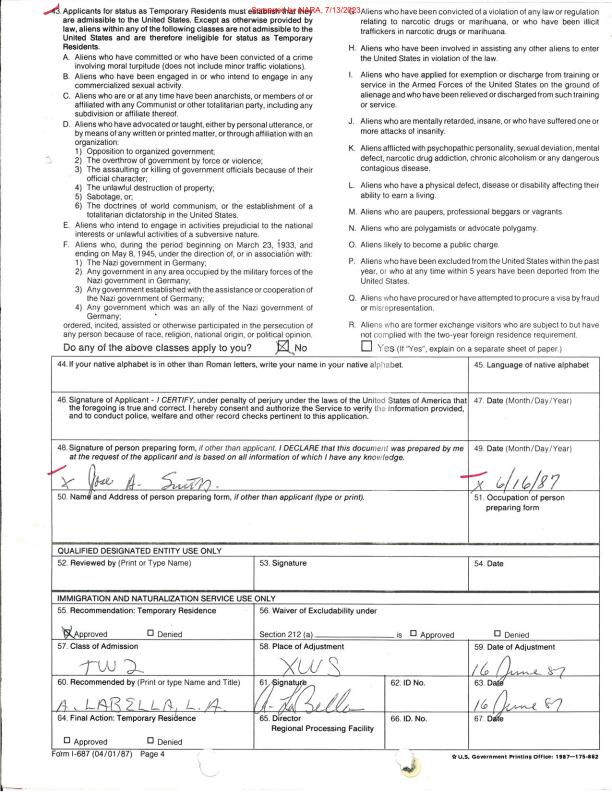 43. Applicants for status as Temporary Residents must establish that they
are admissible to the United States. Except as otherwise provided by
law, aliens within any of the following classes are not admissible to the
United States and are therefore ineligible for status as Temporary
Residents.
A. Aliens who have committed or who have been convicted of a crime
involving moral turpitude (does not include minor traffic violations).
B. Aliens who have been engaged in or who intend to engage in any
commercialized sexual activity.
C. Aliens who are or at any time have been anarchists, or members of or
affiliated with any Communist or other totalitarian party, including any
subdivision or affiliate thereof.
D. Aliens who have advocated or taught, either by personal utterance, or
by means of any written or printed matter, or through affiliation with an
organization:
1) Opposition to organized government;
2) The overthrow of government by force or violence;
3) The assaulting or killing of government officials because of their
official character;
4) The unlawful destruction of property;
5) Sabotage, or;
6) The doctrines of world communism, or the establishment of a
totalitarian dictatorship in the United States.
E. Aliens who intend to engage in activities prejudicial to the national
interests or unlawful activities of a subversive nature.
F. Aliens who, during the period beginning on March 23, 1933, and
ending on May 8, 1945, under the direction of, or in association with:
1) The Nazi government in Germany;
2) Any government in any area occupied by the military forces of the
Nazi government in Germany;
3) Any government established with the assistance or cooperation of
the Nazi government of Germany;
4) Any government which was an ally of the Nazi government of
Germany;
ordered, incited, assisted or otherwise participated in the persecution of
any person because of race, religion, national origin, or political opinion.
Do any of the above classes apply to you? No
by NARA, 7/13/2023
G. Aliens who have been convicted of a violation of any law or regulation
relating to narcotic drugs or marihuana, or who have been illicit
traffickers in narcotic drugs or marihuana.
H. Aliens who have been involved in assisting any other aliens to enter
the United States in violation of the law.
I. Aliens who have applied for exemption or discharge from training or
service in the Armed Forces of the United States on the ground of
alienage and who have been relieved or discharged from such training
or service.
J. Aliens who are mentally retarded, insane, or who have suffered one or
more attacks of insanity.
K. Aliens afflicted with psychopathic personality, sexual deviation, mental
defect, narcotic drug addiction, chronic alcoholism or any dangerous
contagious disease.
L. Aliens who have a physical defect, disease or disability affecting their
ability to earn a living.
M. Aliens who are paupers, professional beggars or vagrants.
N. Aliens who are polygamists or advocate polygamy.
O. Aliens likely to become a public charge.
P. Aliens who have been excluded from the United States within the past
year, or who at any time within 5 years have been deported from the
United States.
Q. Aliens who have procured or have attempted to procure a visa by fraud
or misrepresentation.
R. Aliens who are former exchange visitors who are subject to but have
not complied with the two-year foreign residence requirement.
Yes (If "Yes", explain on a separate sheet of paper.)
44. If your native alphabet is in other than Roman letters, write your name in your native alphabet.
45. Language of native alphabet
46. Signature of Applicant - I CERTIFY, under penalty of perjury under the laws of the United States of America that
the foregoing is true and correct. I hereby consent and authorize the Service to verify the information provided,
and to conduct police, welfare and other record checks pertinent to this application.
47. Date (Month/Day/Year)
48. Signature of person preparing form, if other than applicant. I DECLARE that this document was prepared by me
at the request of the applicant and is based on all information of which I have any knowledge.
x Jose A. Smith.
49. Date (Month/Day/Year)
x 6/16/87
50. Name and Address of person preparing form, if other than applicant (type or print).
51. Occupation of person
preparing form
QUALIFIED DESIGNATED ENTITY USE ONLY
52. Reviewed by (Print or Type Name)
53. Signature
54. Date
IMMIGRATION AND NATURALIZATION SERVICE USE ONLY
55. Recommendation: Temporary Residence
Approved Denied
56. Waiver of Excludability under
Section 212 (a) is Approved Denied
57. Class of Admission
TW2
58. Place of Adjustment
XWS
59. Date of Adjustment
16 June 87
60. Recommended by (Print or type Name and Title)
A. LABELLA, L.A.
61. Signature
A. LaBella
62. ID No.
63. Date
16 June 87
64. Final Action: Temporary Residence
Approved Denied
65. Director
Regional Processing Facility
66. ID. No.
67. Date
Form I-687 (04/01/87) Page 4
U.S. Government Printing Office: 1987—175-862